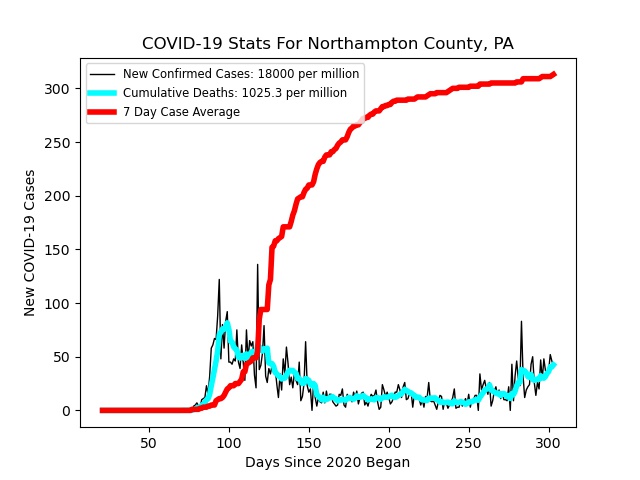 COVID-19 Stats For Northampton County, PA
New Confirmed Cases: 18000 per million
Cumulative Deaths: 1025.3 per million
7 Day Case Average
300
250
200
150
100
50
0
New COVID-19 Cases
50 100 150 200 250 300
Days Since 2020 Began